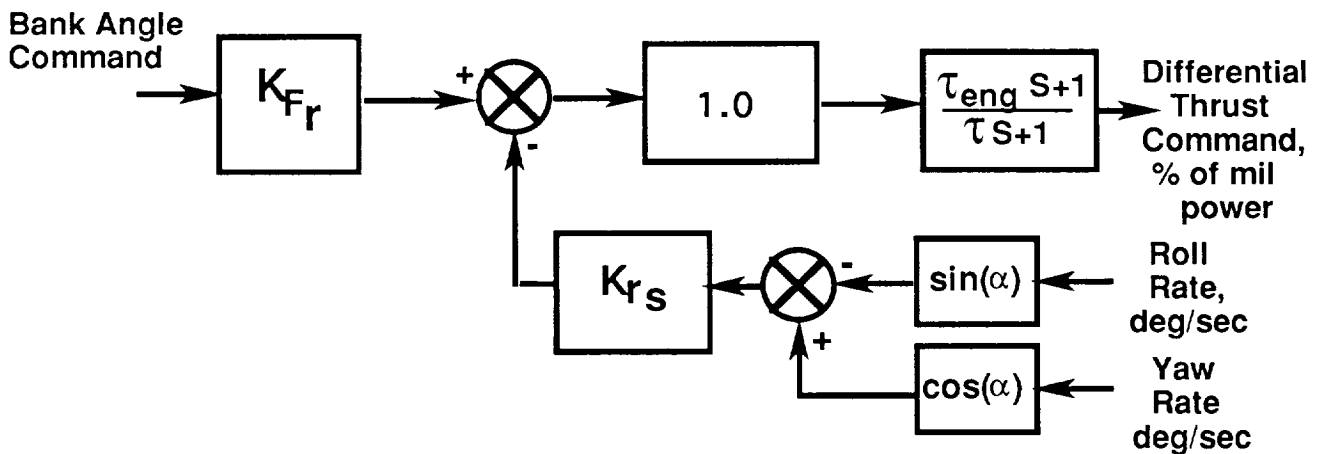 Bank Angle
Command
K_Fr
+
-
1.0
τeng S+1
τ S+1
Differential
Thrust
Command,
% of mil
power
K_rs
-
+
sin(α)
Roll
Rate,
deg/sec
cos(α)
Yaw
Rate
deg/sec